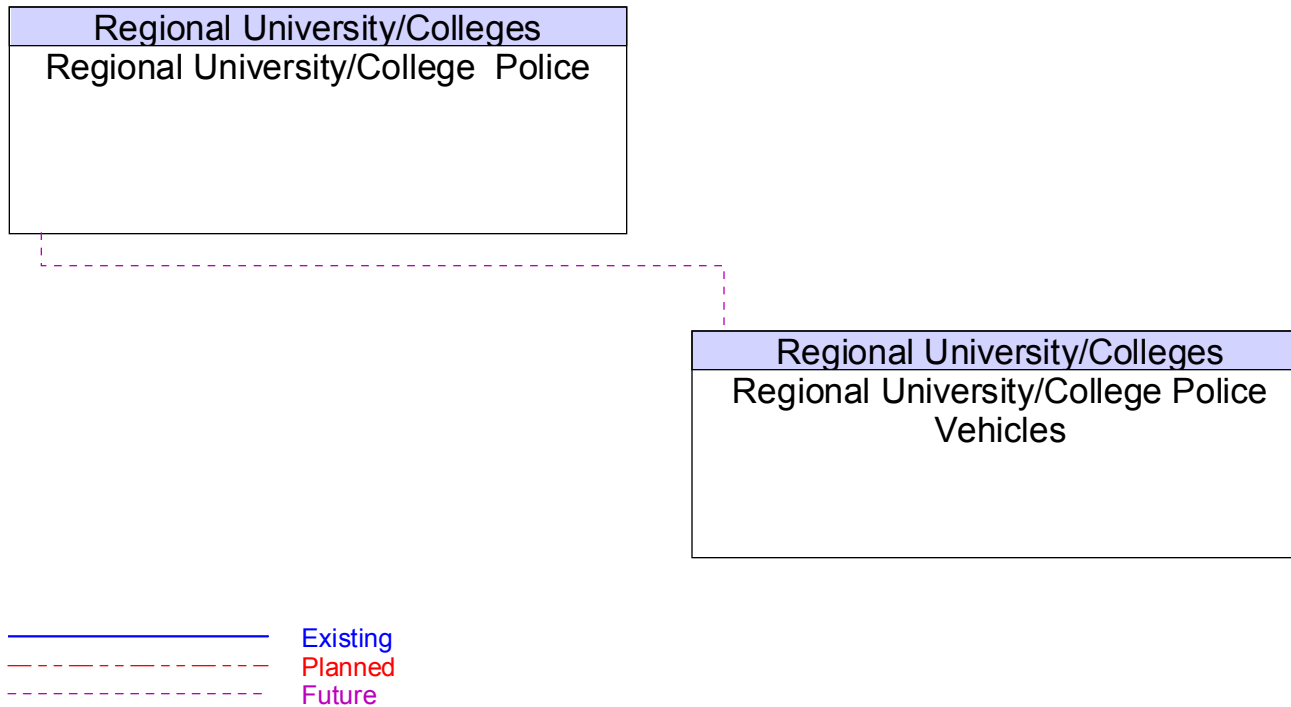 Regional University/Colleges
Regional University/College  Police
Regional University/Colleges
Regional University/College Police
Vehicles
Existing
Planned
Future